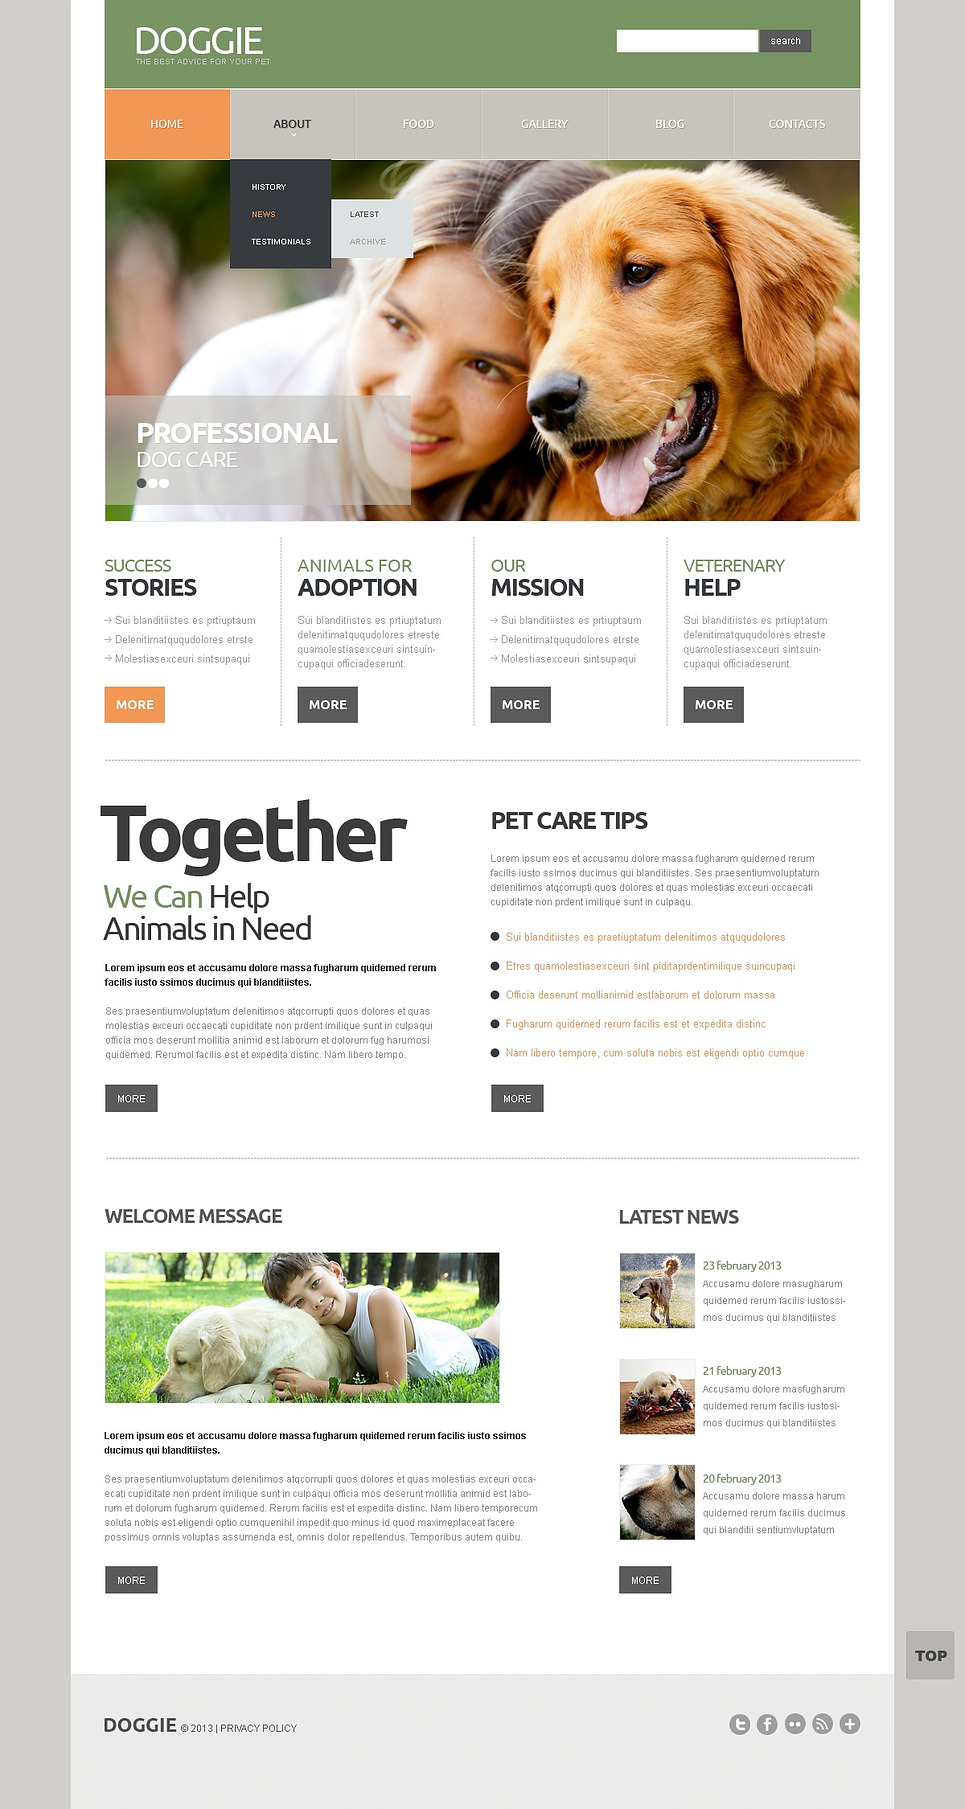 DOGGIE
THE BEST ADVICE FOR YOUR PET
search
HOME
ABOUT
FOOD
GALLERY
BLOG
CONTACTS
HISTORY
NEWS
TESTIMONIALS
LATEST
ARCHIVE
PROFESSIONAL
DOG CARE
SUCCESS
STORIES
Sui blanditiistes es prtiuptaum
Delenitimatququdolores etrste
Molestiasexceuri sintsupaqui
MORE
ANIMALS FOR
ADOPTION
Sui blanditiistes es prtiuptatum
delenitimatququdolores etreste
quamolestiasexceuri sintsuin-
cupaqui officiadeserunt.
MORE
OUR
MISSION
Sui blanditiistes es prtiuptaum
Delenitimatququdolores etrste
Molestiasexceuri sintsupaqui
MORE
VETERENARY
HELP
Sui blanditiistes es prtiuptatum
delenitimatququdolores etreste
quamolestiasexceuri sintsuin-
cupaqui officiadeserunt.
MORE
Together
We Can Help
Animals in Need
Lorem ipsum eos et accusamu dolore massa fugharum quidemed rerum
facilis iusto ssimos ducimus qui blanditiistes.
Ses praesentiumvoluptatum delenitimos atqcorrupti quos dolores et quas
molestias exceuri occaecati cupiditate non prdent imilique sunt in culpaqui
officia mos deserunt mollitia animid est laborum et dolorum fug harumosi
quidemed. Rerumol facilis est et expedita distinc. Nam libero tempo.
MORE
PET CARE TIPS
Lorem ipsum eos et accusamu dolore massa fugharum quidemed rerum
facilis iusto ssimos ducimus qui blanditiistes. Ses praesentiumvoluptatum
delenitimos atqcorrupti quos dolores et quas molestias exceuri occaecati
cupiditate non prdent imilique sunt in culpaqu.
Sui blanditiistes es praetiuptatum delenitimos atququdolores
Etres quamolestiasexceuri sint piditaprdentimilique suincupaqi
Officia deserunt mollianimid estlaborum et dolorum massa
Fugharum quidemed rerum facilis est et expedita distinc
Nam libero tempore, cum soluta nobis est eligendi optio cumque
MORE
WELCOME MESSAGE
Lorem ipsum eos et accusamu dolore massa fugharum quidemed rerum facilis iusto ssimos
ducimus qui blanditiistes.
Ses praesentiumvoluptatum delenitimos atqcorrupti quos dolores et quas molestias exceuri occa-
ecati cupiditate non prdent imilique sunt in culpaqui officia mos deserunt mollitia animid est labo-
rum et dolorum fugharum quidemed. Rerum facilis est et expedita distinc. Nam libero temporecum
soluta nobis est eligendi optio cumquenihil impedit quo minus id quod maximeplaceat facere
possimus omnis voluptas assumenda est, omnis dolor repellendus. Temporibus autem quibu.
MORE
LATEST NEWS
23 february 2013
Accusamu dolore masugharum
quidemed rerum facilis iustossi-
mos ducimus qui blanditiistes
21 february 2013
Accusamu dolore masfugharum
quidemed rerum facilis iustosi-
mos ducimus qui blanditiistes
20 february 2013
Accusamu dolore massa harum
quidemed rerum facilis ducimus
qui blanditii sentiumvluptatum
MORE
TOP
DOGGIE © 2013 | PRIVACY POLICY